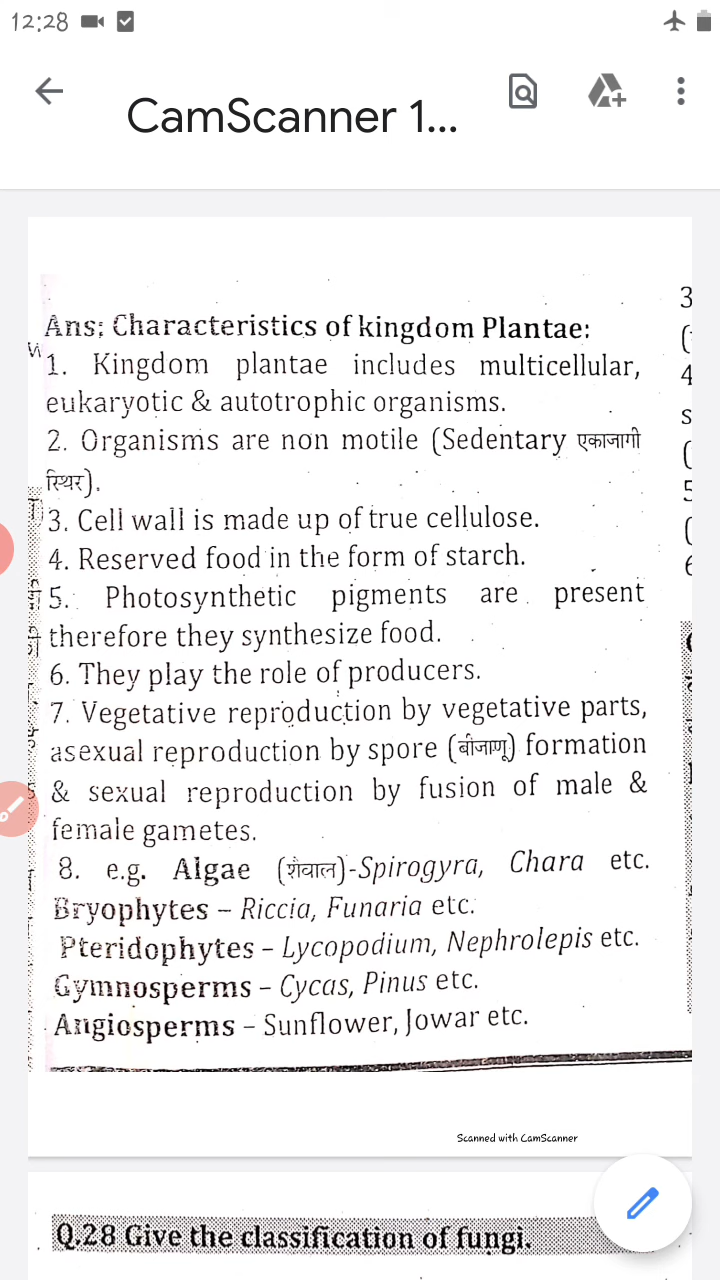 12:28
CamScanner 1...
3
Ans: Characteristics of kingdom Plantae:
1. Kingdom plantae includes multicellular,
4
eukaryotic & autotrophic organisms.
s
2. Organisms are non motile (Sedentary एकाजागी
(
स्थिर).
5
3. Cell wall is made up of true cellulose.
(
4. Reserved food in the form of starch.
6
5. Photosynthetic pigments are present
therefore they synthesize food.
6. They play the role of producers.
7. Vegetative reproduction by vegetative parts,
asexual reproduction by spore (बीजाणू) formation
& sexual reproduction by fusion of male &
female gametes.
8. e.g. Algae (शैवाल)-Spirogyra, Chara etc.
Bryophytes – Riccia, Funaria etc.
Pteridophytes – Lycopodium, Nephrolepis etc.
Gymnosperms – Cycas, Pinus etc.
Angiosperms – Sunflower, Jowar etc.
Scanned with CamScanner
Q.28 Give the classification of fungi.